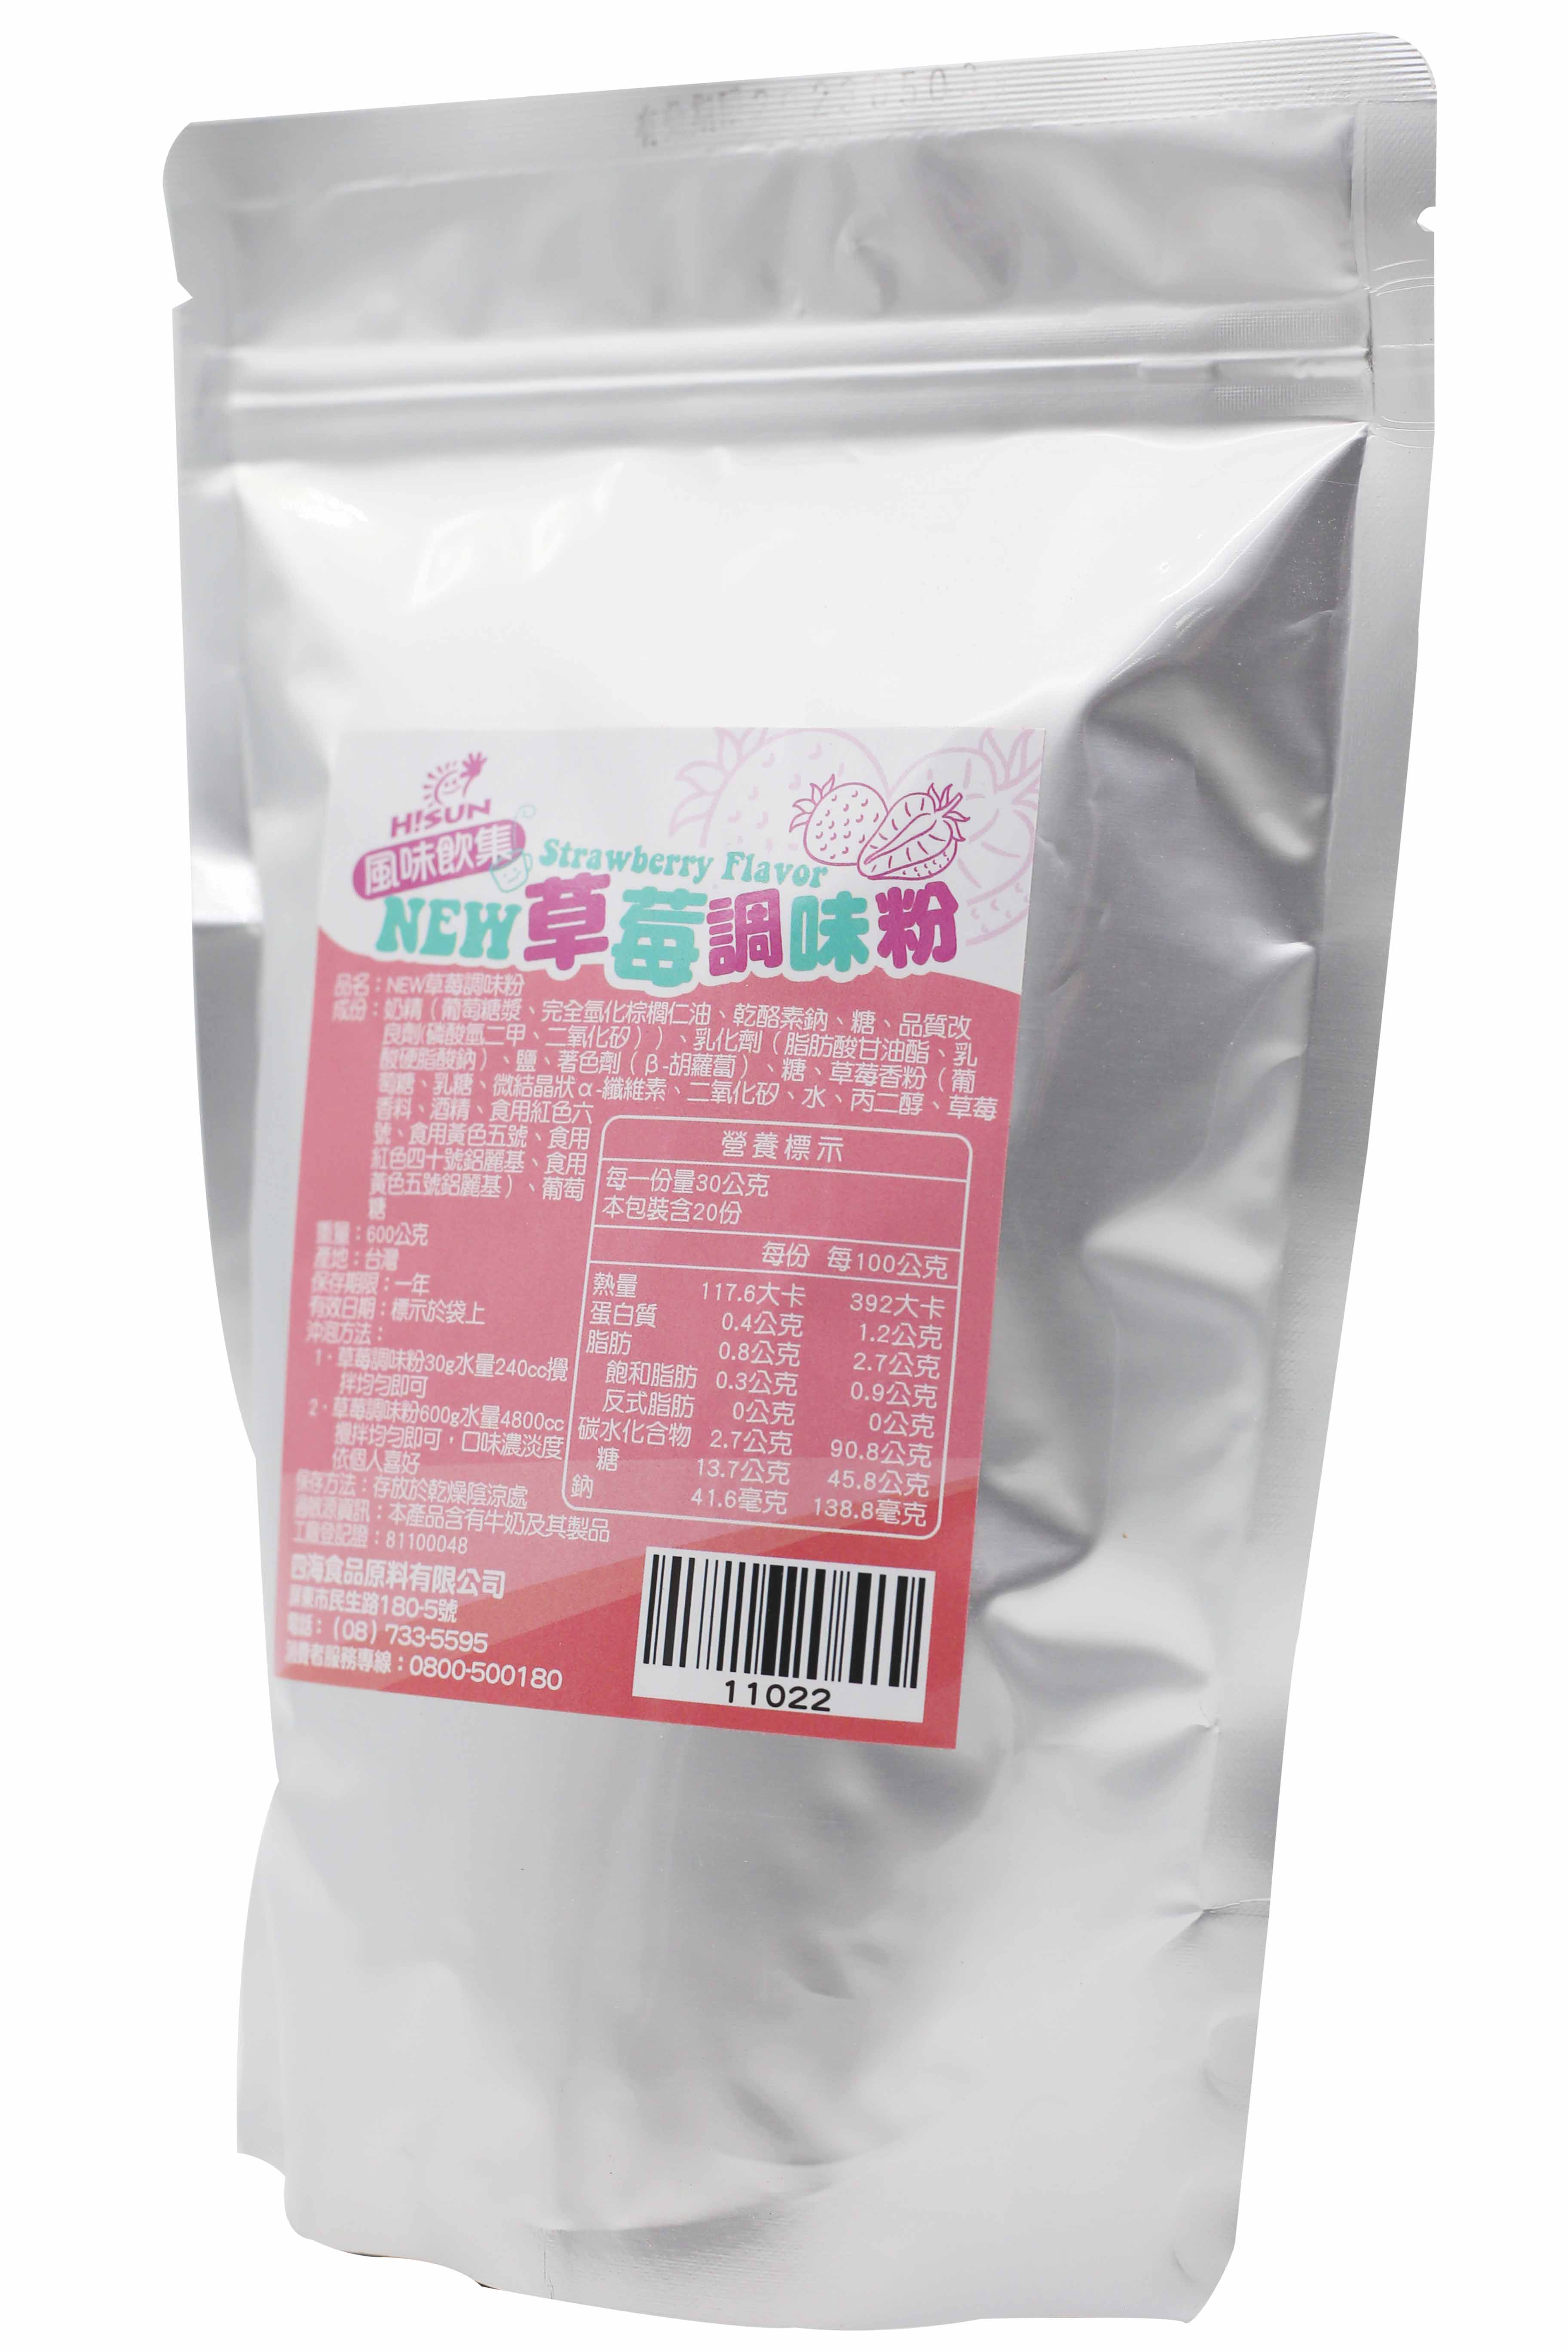 H!SUN
風味飲集
Strawberry Flavor
NEW草莓調味粉
品名：NEW草莓調味粉
成份：奶精（葡萄糖漿、完全氫化棕櫚仁油、乾酪素鈉、糖、品質改
良劑(磷酸氫二甲、二氧化矽））、乳化劑（脂肪酸甘油酯、乳
酸硬脂酸鈉）、鹽、著色劑（β-胡蘿蔔）、糖、草莓香粉（葡
萄糖、乳糖、微結晶狀α-纖維素、二氧化矽、水、丙二醇、草莓
香料、酒精、食用紅色六
號、食用黃色五號、食用
紅色四十號鋁麗基、食用
黃色五號鋁麗基）、葡萄
糖
重量：600公克
產地：台灣
保存期限：一年
有效日期：標示於袋上
沖泡方法：
1．草莓調味粉30g水量240cc攪
拌均勻即可
2．草莓調味粉600g水量4800cc
攪拌均勻即可，口味濃淡度
依個人喜好
保存方法：存放於乾燥陰涼處
過敏源資訊：本產品含有牛奶及其製品
工廠登記證：81100048
四海食品原料有限公司
屏東市民生路180-5號
電話：(08) 733-5595
消費者服務專線：0800-500180
營養標示
每一份量30公克
本包裝含20份
每份 每100公克
熱量 117.6大卡 392大卡
蛋白質 0.4公克 1.2公克
脂肪 0.8公克 2.7公克
飽和脂肪 0.3公克 0.9公克
反式脂肪 0公克 0公克
碳水化合物 2.7公克 90.8公克
糖 13.7公克 45.8公克
鈉 41.6毫克 138.8毫克
11022